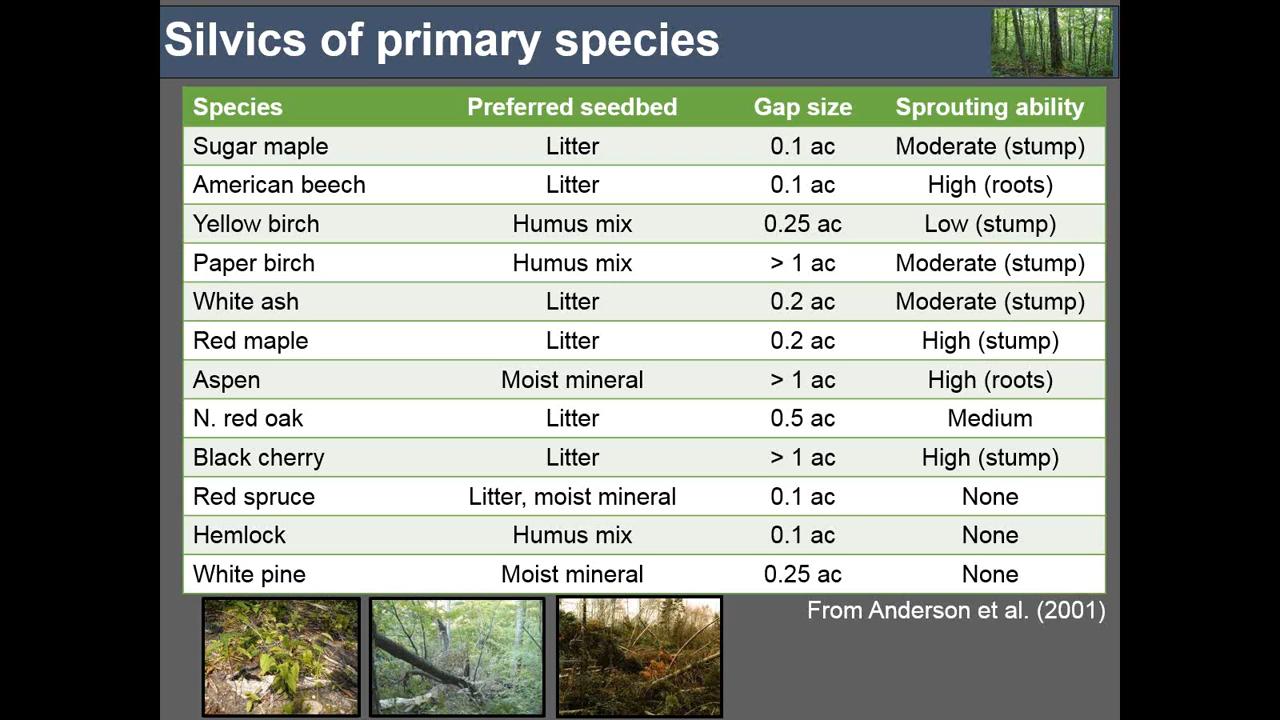 Silvics of primary species
Species Preferred seedbed Gap size Sprouting ability
Sugar maple Litter 0.1 ac Moderate (stump)
American beech Litter 0.1 ac High (roots)
Yellow birch Humus mix 0.25 ac Low (stump)
Paper birch Humus mix > 1 ac Moderate (stump)
White ash Litter 0.2 ac Moderate (stump)
Red maple Litter 0.2 ac High (stump)
Aspen Moist mineral > 1 ac High (roots)
N. red oak Litter 0.5 ac Medium
Black cherry Litter > 1 ac High (stump)
Red spruce Litter, moist mineral 0.1 ac None
Hemlock Humus mix 0.1 ac None
White pine Moist mineral 0.25 ac None
From Anderson et al. (2001)